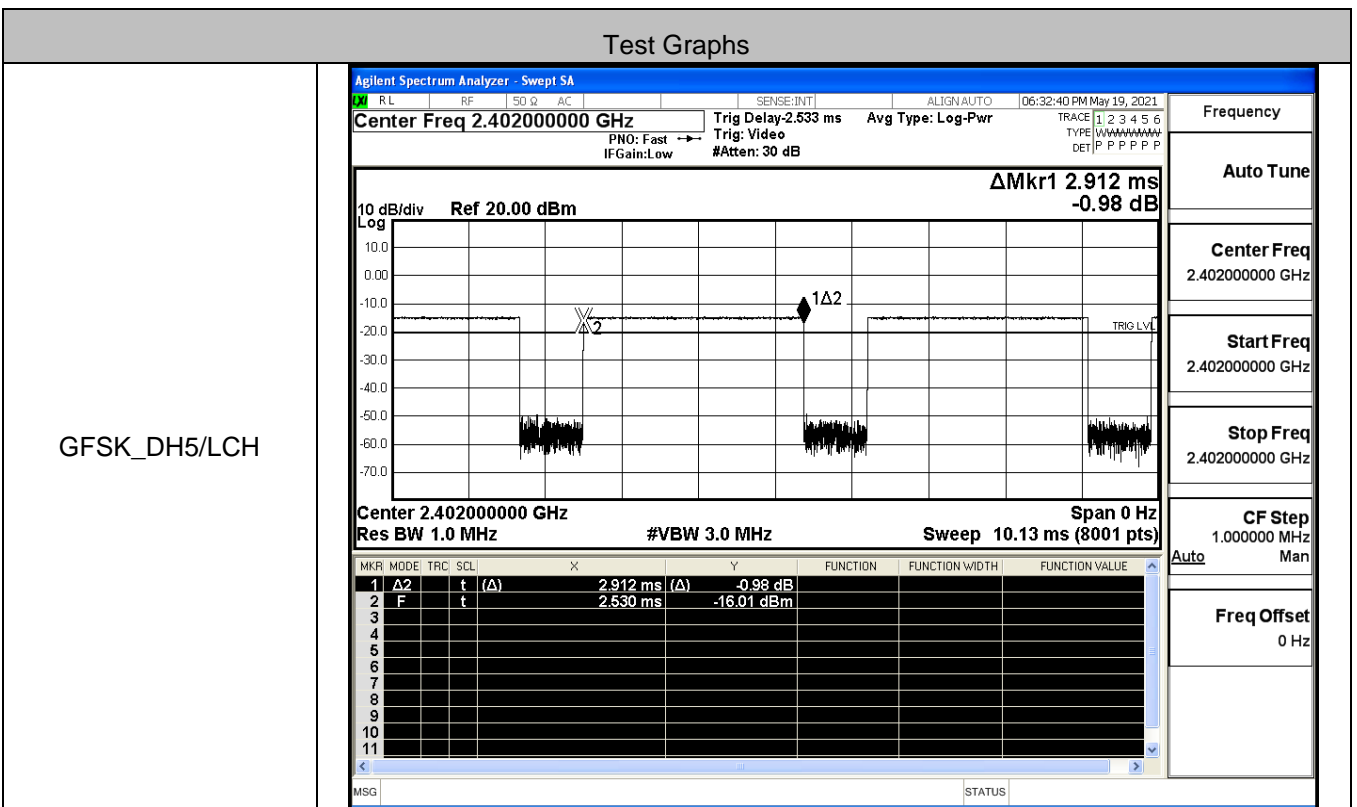 Test Graphs
GFSK_DH5/LCH
Agilent Spectrum Analyzer - Swept SA
LXI RL RF 50 Ω AC SENSE:INT ALIGN AUTO 06:32:40 PM May 19, 2021
Center Freq 2.402000000 GHz
PNO: Fast
IFGain:Low
Trig Delay-2.533 ms
Trig: Video
#Atten: 30 dB
Avg Type: Log-Pwr
TRACE 1 2 3 4 5 6
TYPE
DET P P P P P P
ΔMkr1 2.912 ms
-0.98 dB
10 dB/div Ref 20.00 dBm
Log
10.0
0.00
-10.0
-20.0
-30.0
-40.0
-50.0
-60.0
-70.0
1Δ2
2
TRIG LVL
Center 2.402000000 GHz Span 0 Hz
Res BW 1.0 MHz #VBW 3.0 MHz Sweep 10.13 ms (8001 pts)
MKR MODE TRC SCL X Y FUNCTION FUNCTION WIDTH FUNCTION VALUE
1 Δ2 t (Δ) 2.912 ms (Δ) -0.98 dB
2 F t 2.530 ms -16.01 dBm
3
4
5
6
7
8
9
10
11
MSG STATUS
Frequency
Auto Tune
Center Freq
2.402000000 GHz
Start Freq
2.402000000 GHz
Stop Freq
2.402000000 GHz
CF Step
1.000000 MHz
Auto Man
Freq Offset
0 Hz